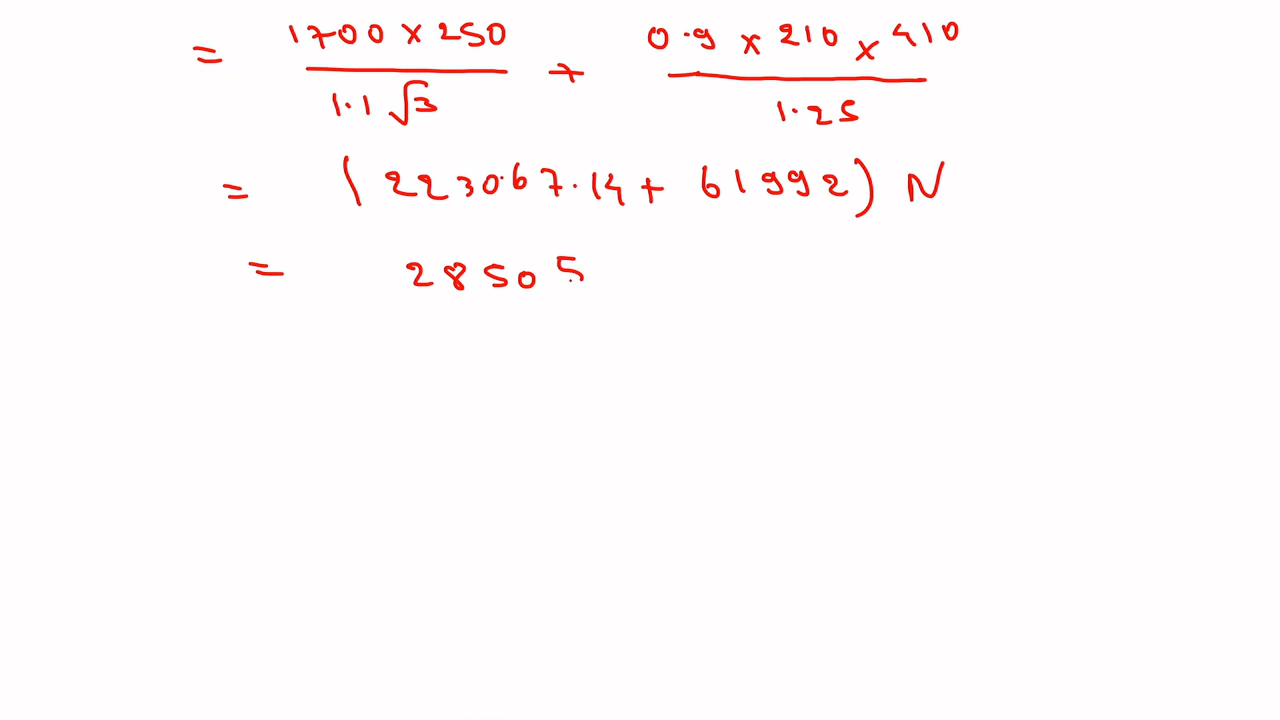 = 1700 × 250 / 1.1 √3 + 0.9 × 210 × 410 / 1.25
= (223067.14 + 61992) N
= 28505